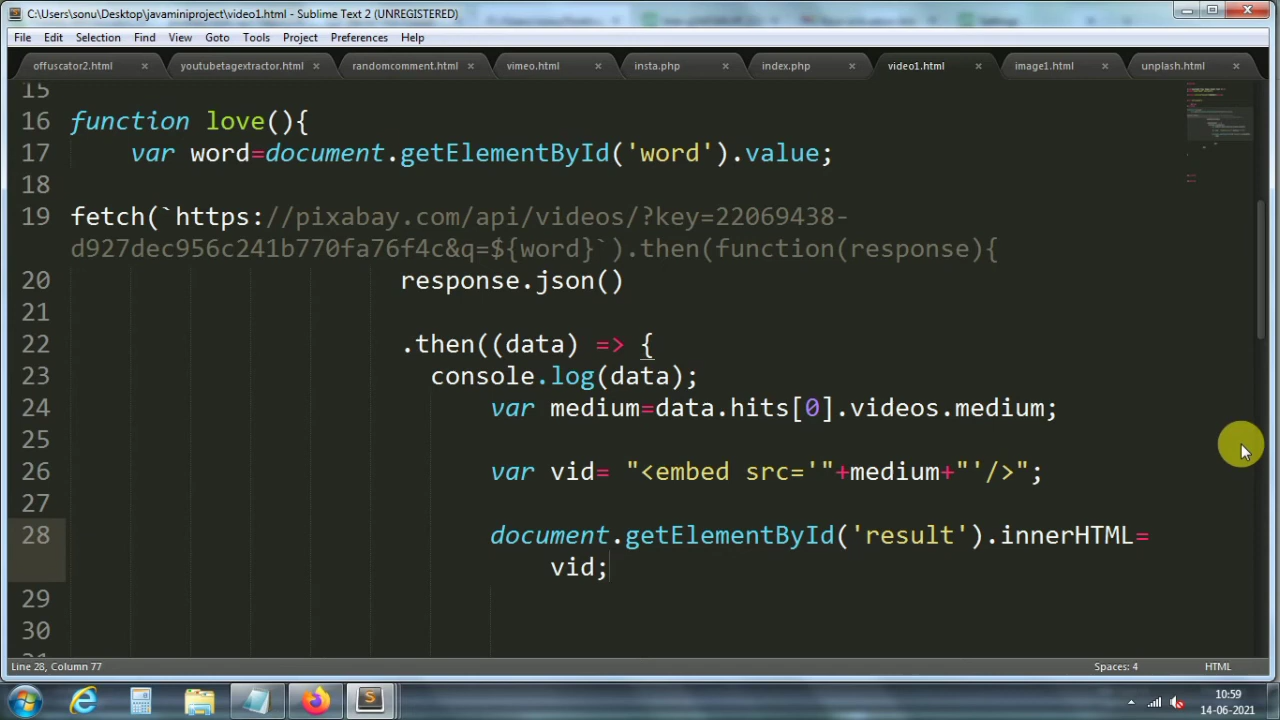 C:\Users\sonu\Desktop\javaminiproject\video1.html - Sublime Text 2 (UNREGISTERED)
File Edit Selection Find View Goto Tools Project Preferences Help
offuscator2.html youtubetagextractor.html randomcomment.html vimeo.html insta.php index.php video1.html image1.html unplash.html
15
16 function love(){
17 var word=document.getElementById('word').value;
18
19 fetch(`https://pixabay.com/api/videos/?key=22069438-
d927dec956c241b770fa76f4c&q=${word}`).then(function(response){
20 response.json()
21
22 .then((data) => {
23 console.log(data);
24 var medium=data.hits[0].videos.medium;
25
26 var vid= "<embed src='"+medium+"'/>";
27
28 document.getElementById('result').innerHTML=
vid;
29
30
Line 28, Column 77 Spaces: 4 HTML
10:59
14-06-2021